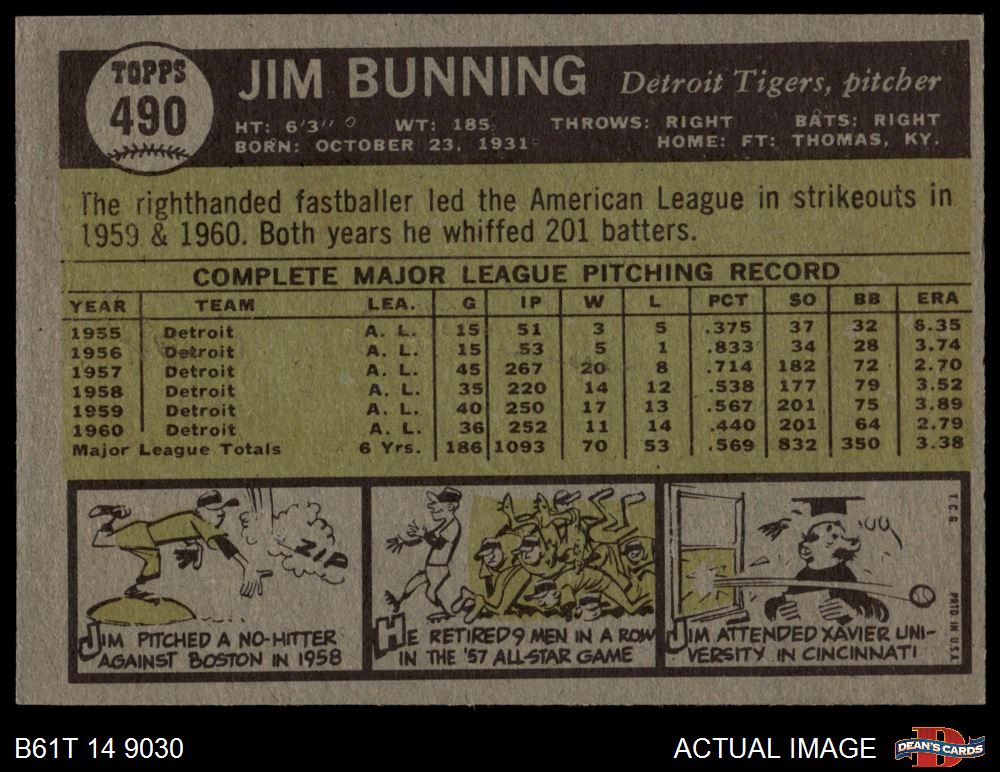 TOPPS
490
JIM BUNNING Detroit Tigers, pitcher
HT: 6'3" WT: 185 THROWS: RIGHT BATS: RIGHT
BORN: OCTOBER 23, 1931 HOME: FT: THOMAS, KY.
The righthanded fastballer led the American League in strikeouts in
1959 & 1960. Both years he whiffed 201 batters.
COMPLETE MAJOR LEAGUE PITCHING RECORD
YEAR TEAM LEA. G IP W L PCT SO BB ERA
1955 Detroit A. L. 15 51 3 5 .375 37 32 6.35
1956 Detroit A. L. 15 53 5 1 .833 34 28 3.74
1957 Detroit A. L. 45 267 20 8 .714 182 72 2.70
1958 Detroit A. L. 35 220 14 12 .538 177 79 3.52
1959 Detroit A. L. 40 250 17 13 .567 201 75 3.89
1960 Detroit A. L. 36 252 11 14 .440 201 64 2.79
Major League Totals 6 Yrs. 186 1093 70 53 .569 832 350 3.38
ZIP
JIM PITCHED A NO-HITTER
AGAINST BOSTON IN 1958
HE RETIRED 9 MEN IN A ROW
IN THE '57 ALL-STAR GAME
JIM ATTENDED XAVIER UNI-
VERSITY IN CINCINNATI
T.C.G. PRTD. IN U.S.A.
B61T 14 9030
ACTUAL IMAGE
D
DEAN'S CARDS